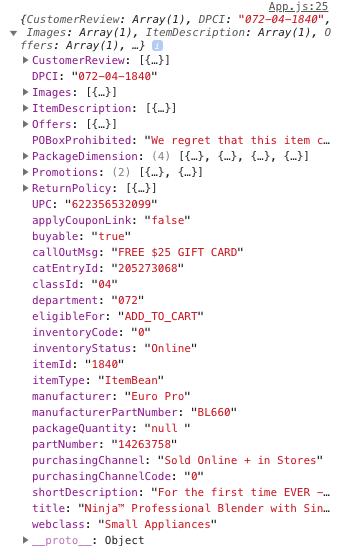 App.js:25
{CustomerReview: Array(1), DPCI: "072-04-1840",
Images: Array(1), ItemDescription: Array(1), O
ffers: Array(1), …}
CustomerReview: [{…}]
DPCI: "072-04-1840"
Images: [{…}]
ItemDescription: [{…}]
Offers: [{…}]
POBoxProhibited: "We regret that this item c…
PackageDimension: (4) [{…}, {…}, {…}, {…}]
Promotions: (2) [{…}, {…}]
ReturnPolicy: [{…}]
UPC: "622356532099"
applyCouponLink: "false"
buyable: "true"
callOutMsg: "FREE $25 GIFT CARD"
catEntryId: "205273068"
classId: "04"
department: "072"
eligibleFor: "ADD_TO_CART"
inventoryCode: "0"
inventoryStatus: "Online"
itemId: "1840"
itemType: "ItemBean"
manufacturer: "Euro Pro"
manufacturerPartNumber: "BL660"
packageQuantity: "null "
partNumber: "14263758"
purchasingChannel: "Sold Online + in Stores"
purchasingChannelCode: "0"
shortDescription: "For the first time EVER –…
title: "Ninja™ Professional Blender with Sin…
webclass: "Small Appliances"
__proto__: Object